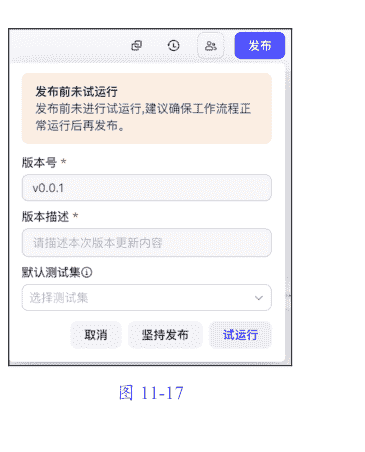 发布
发布前未试运行
发布前未进行试运行,建议确保工作流程正
常运行后再发布。
版本号 *
v0.0.1
版本描述 *
请描述本次版本更新内容
默认测试集
选择测试集
取消 坚持发布 试运行
图 11-17